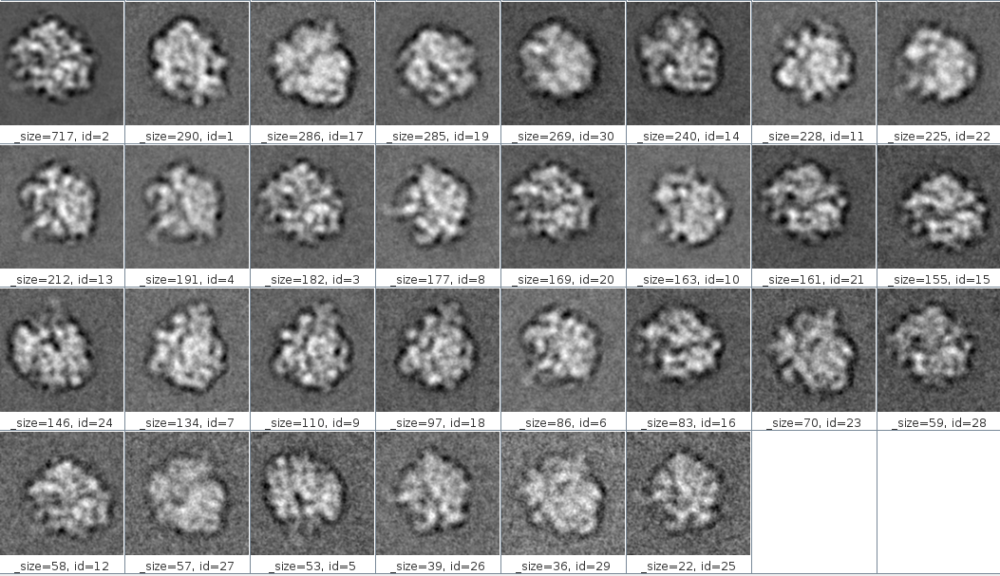 _size=717, id=2 _size=290, id=1 _size=286, id=17 _size=285, id=19 _size=269, id=30 _size=240, id=14 _size=228, id=11 _size=225, id=22
_size=212, id=13 _size=191, id=4 _size=182, id=3 _size=177, id=8 _size=169, id=20 _size=163, id=10 _size=161, id=21 _size=155, id=15
_size=146, id=24 _size=134, id=7 _size=110, id=9 _size=97, id=18 _size=86, id=6 _size=83, id=16 _size=70, id=23 _size=59, id=28
_size=58, id=12 _size=57, id=27 _size=53, id=5 _size=39, id=26 _size=36, id=29 _size=22, id=25